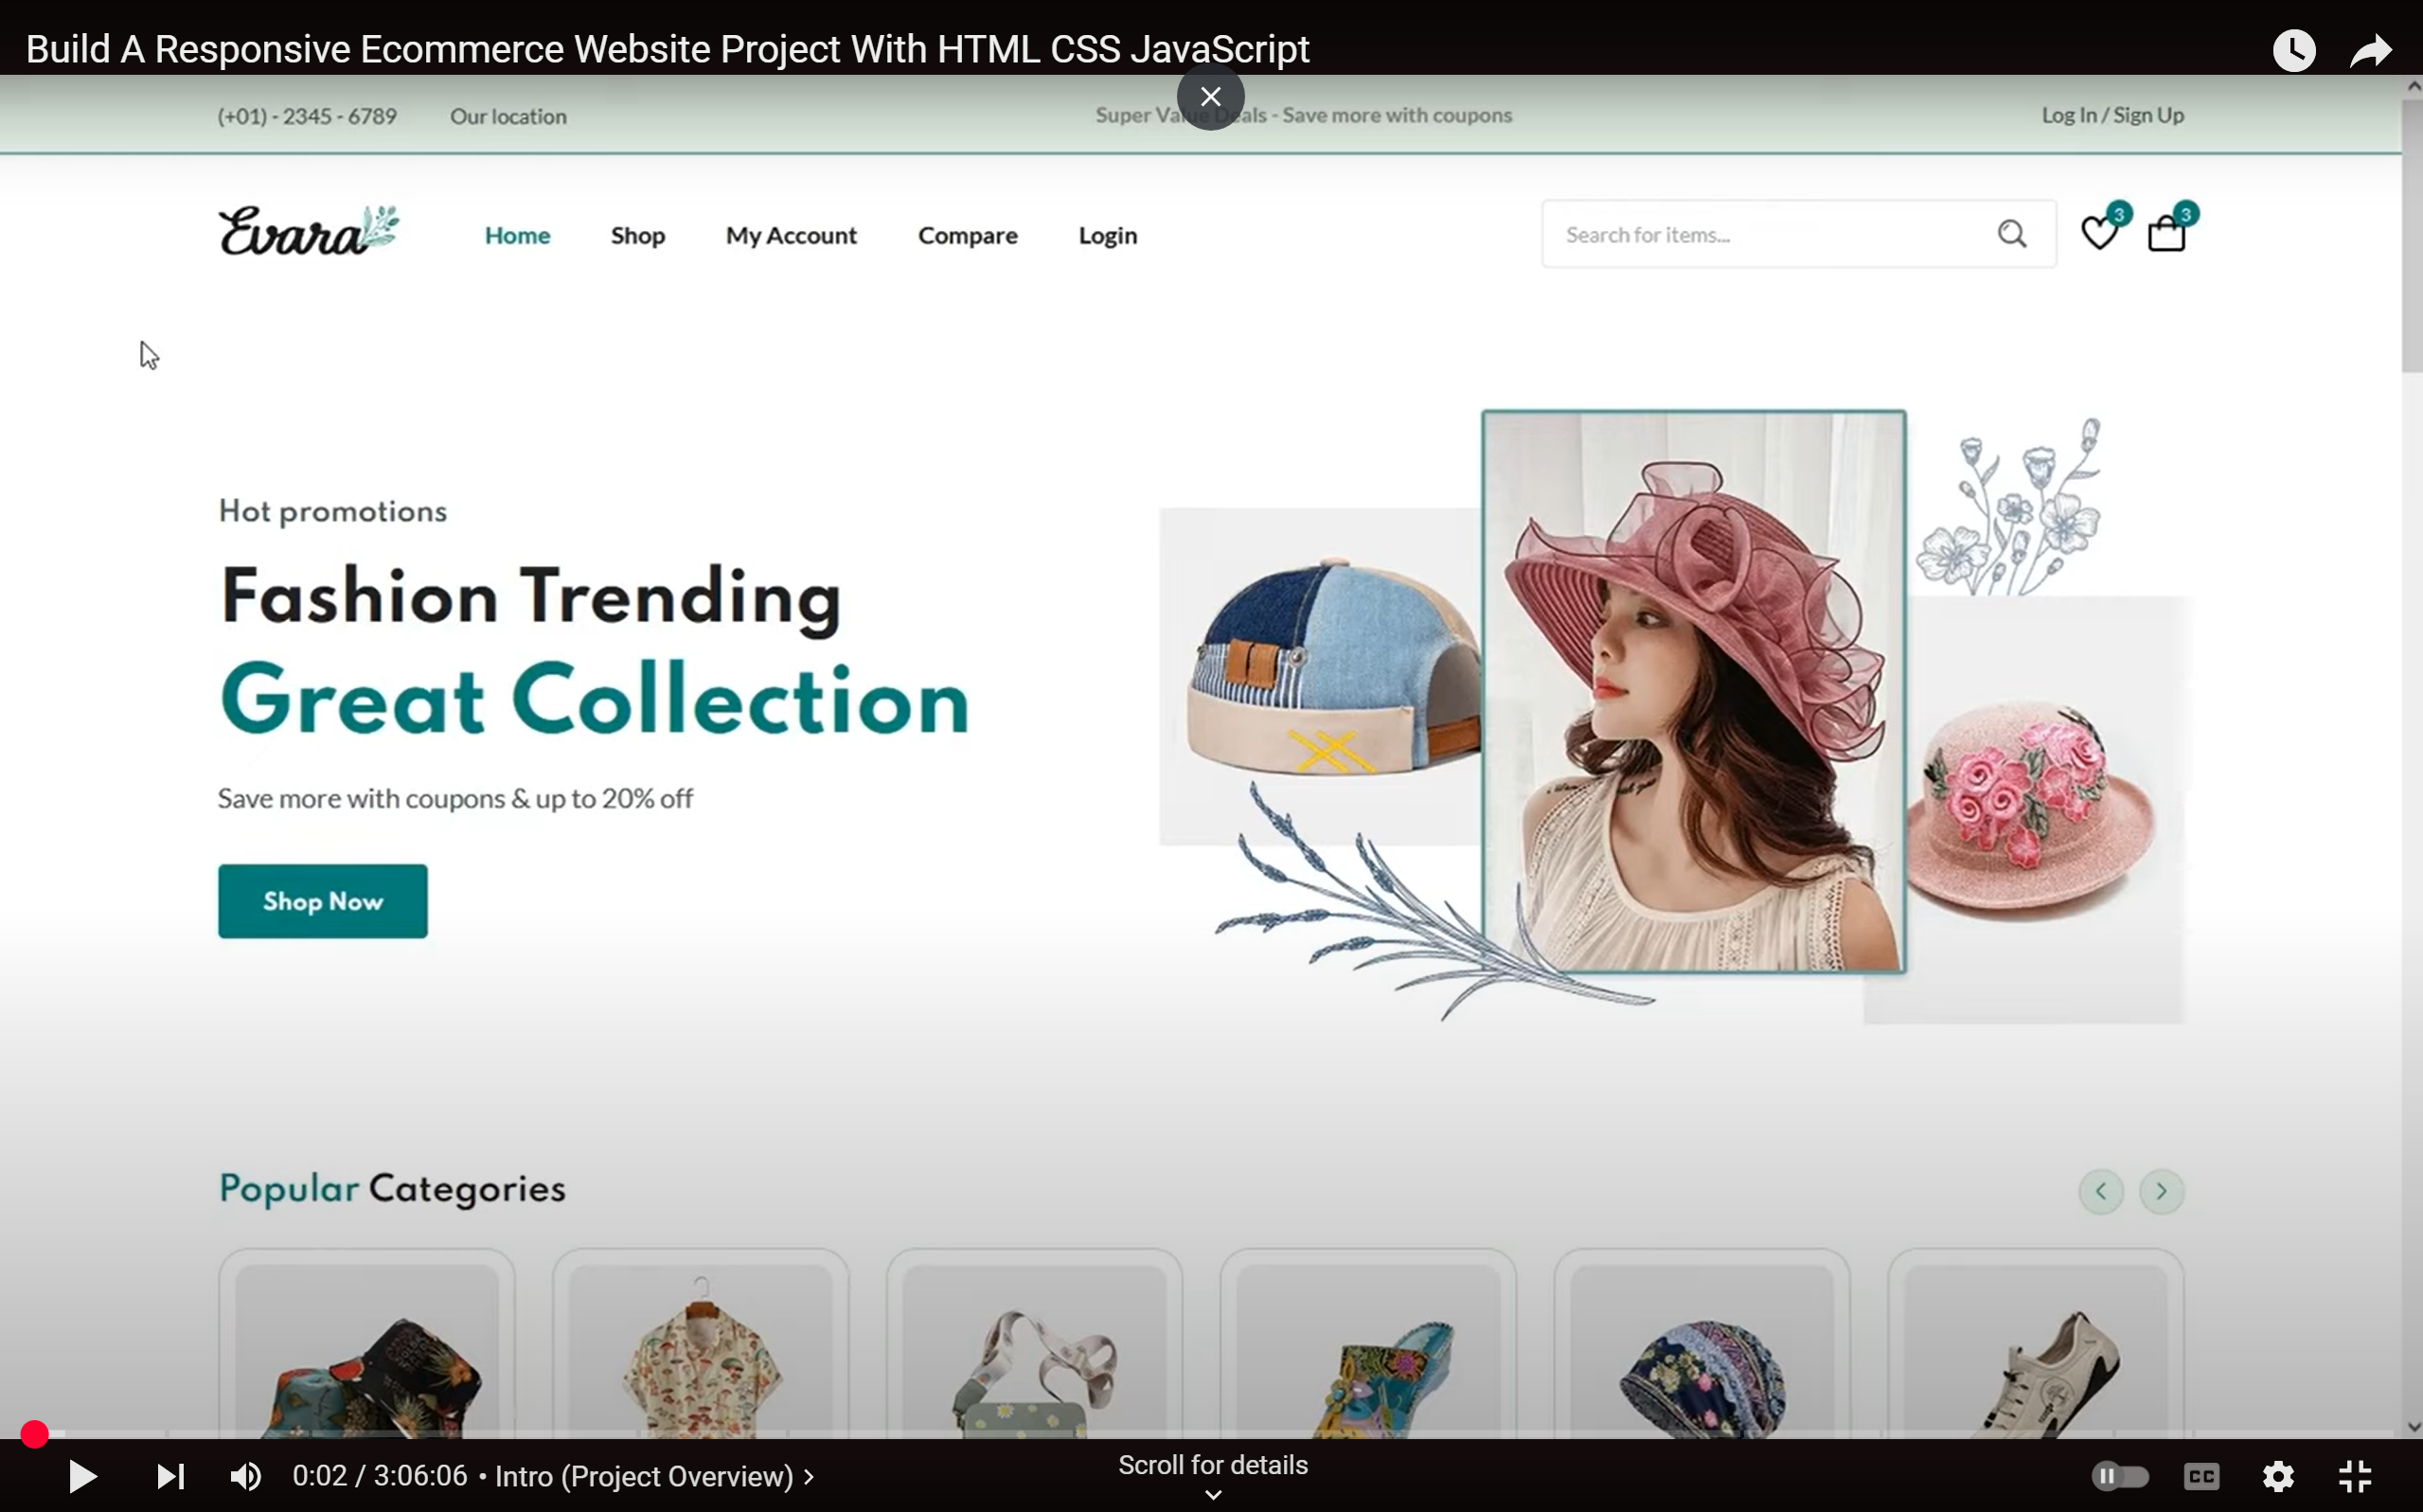 Build A Responsive Ecommerce Website Project With HTML CSS JavaScript
(+01) - 2345 - 6789 Our location Super Value Deals - Save more with coupons Log In / Sign Up
Evara Home Shop My Account Compare Login Search for items... 3 3
Hot promotions
Fashion Trending
Great Collection
Save more with coupons & up to 20% off
Shop Now
Popular Categories
0:02 / 3:06:06 • Intro (Project Overview) Scroll for details CC